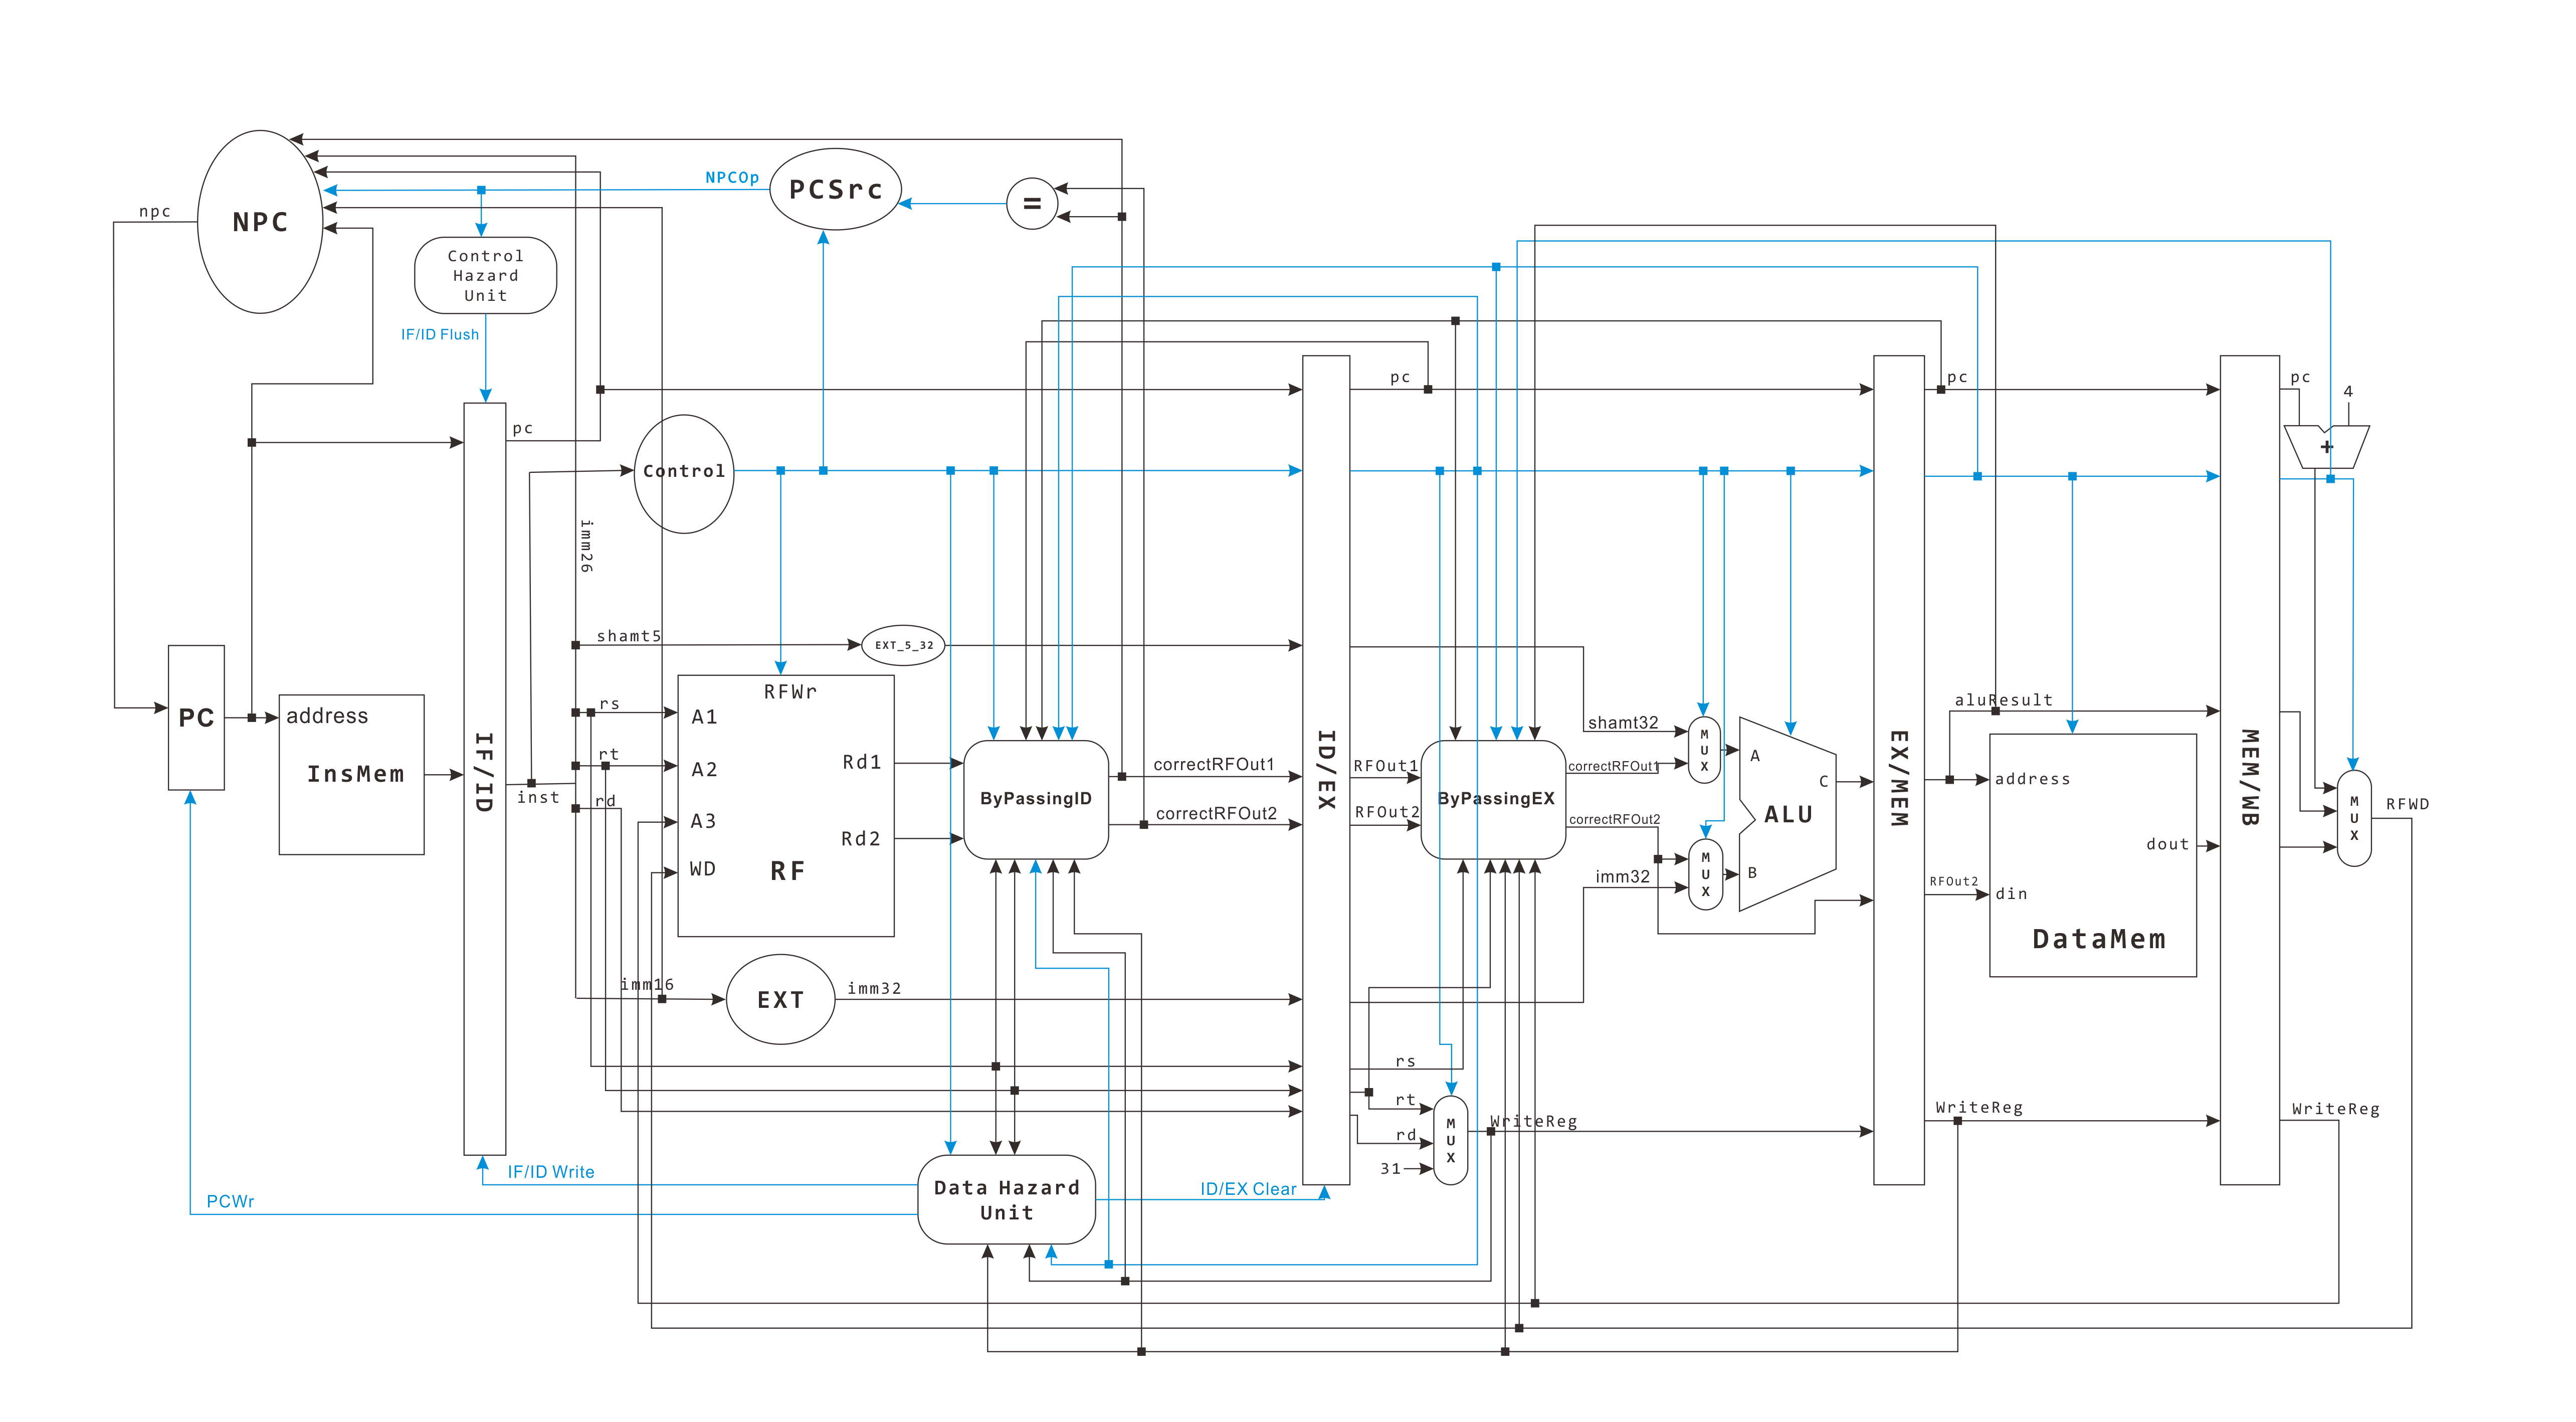 NPCOp
PCSrc
=
npc
NPC
Control
Hazard
Unit
IF/ID Flush
pc
pc
pc
pc
4
+
Control
imm26
shamt5
EXT_5_32
RFWr
rs
A1
rt
A2
rd
A3
WD
Rd1
Rd2
RF
PC
address
InsMem
IF/ID
inst
ByPassingID
correctRFOut1
correctRFOut2
ID/EX
RFOut1
RFOut2
ByPassingEX
shamt32
correctRFOut1
correctRFOut2
imm32
MUX
MUX
A
B
C
ALU
EX/MEM
aluResult
address
dout
RFOut2
din
DataMem
MEM/WB
MUX
RFWD
imm16
EXT
imm32
rs
rt
rd
31
MUX
WriteReg
WriteReg
WriteReg
IF/ID Write
PCWr
Data Hazard
Unit
ID/EX Clear